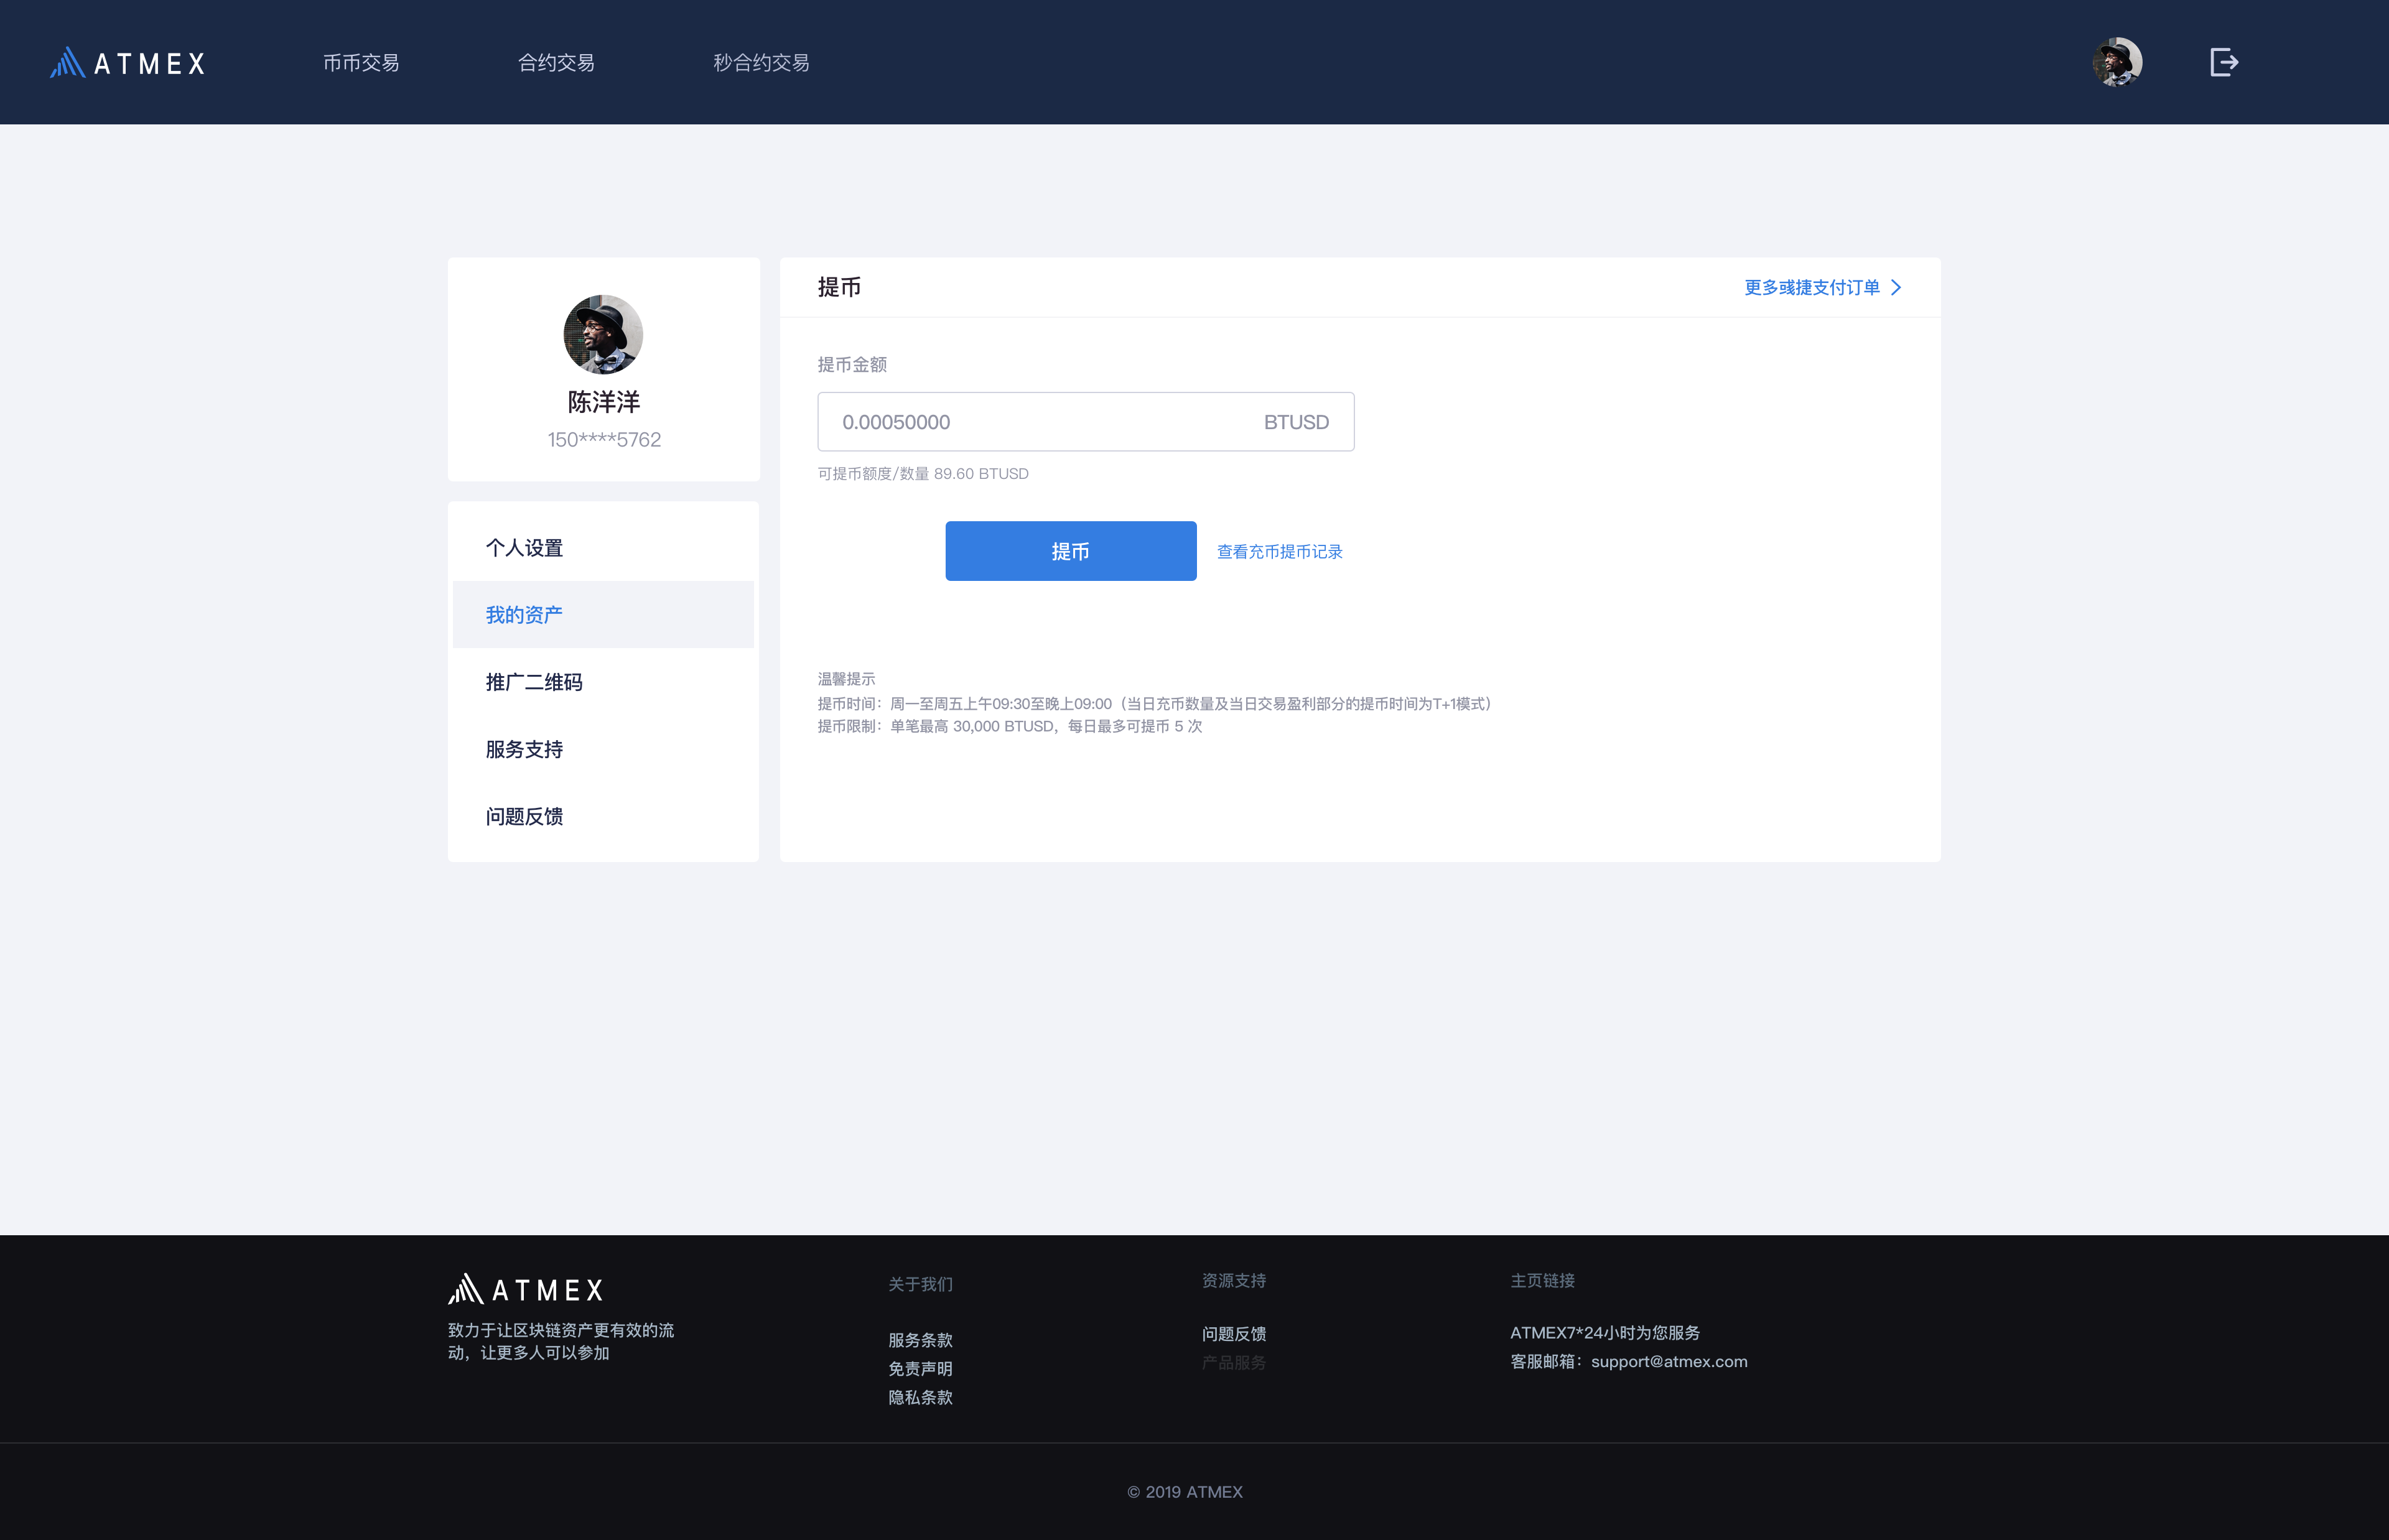 ATMEX
币币交易
合约交易
秒合约交易
陈洋洋
150****5762
个人设置
我的资产
推广二维码
服务支持
问题反馈
提币
更多彧捷支付订单
提币金额
0.00050000 BTUSD
可提币额度/数量 89.60 BTUSD
提币
查看充币提币记录
温馨提示
提币时间：周一至周五上午09:30至晚上09:00（当日充币数量及当日交易盈利部分的提币时间为T+1模式）
提币限制：单笔最高 30,000 BTUSD，每日最多可提币 5 次
ATMEX
致力于让区块链资产更有效的流
动，让更多人可以参加
关于我们
服务条款
免责声明
隐私条款
资源支持
问题反馈
产品服务
主页链接
ATMEX7*24小时为您服务
客服邮箱：support@atmex.com
© 2019 ATMEX